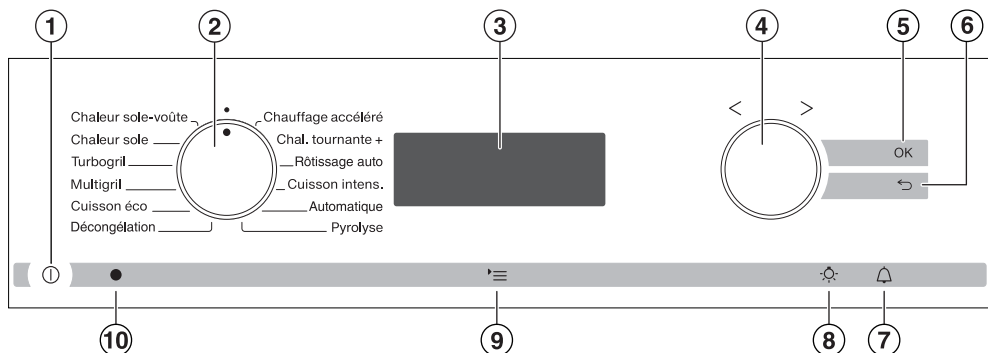 1 2 3 4 5 6
Chaleur sole-voûte Chauffage accéléré
Chaleur sole Chal. tournante +
Turbogril Rôtissage auto
Multigril Cuisson intens.
Cuisson éco Automatique
Décongélation Pyrolyse
< >
OK
10 9 8 7